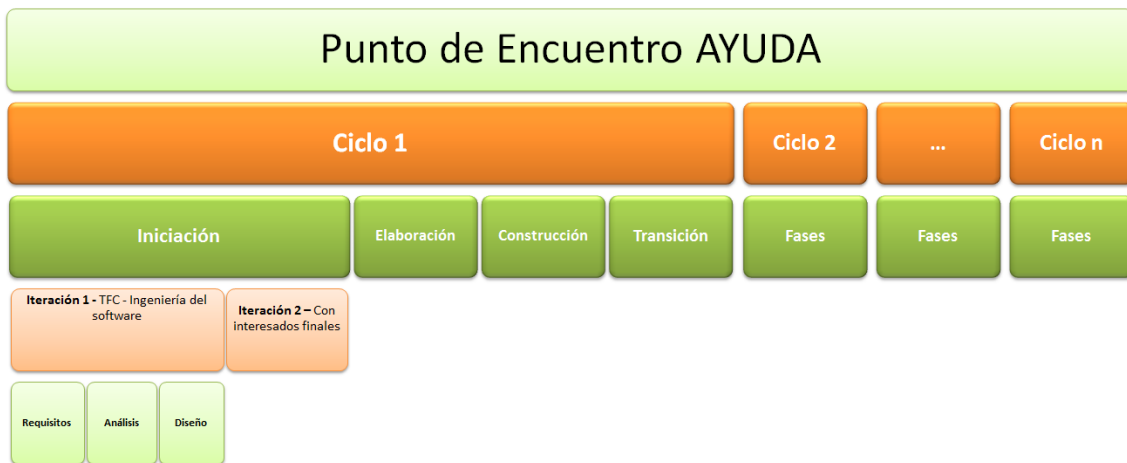 Punto de Encuentro AYUDA
Ciclo 1
Ciclo 2
...
Ciclo n
Iniciación
Elaboración
Construcción
Transición
Fases
Fases
Fases
Iteración 1 - TFC - Ingeniería del
software
Iteración 2 – Con
interesados finales
Requisitos
Análisis
Diseño